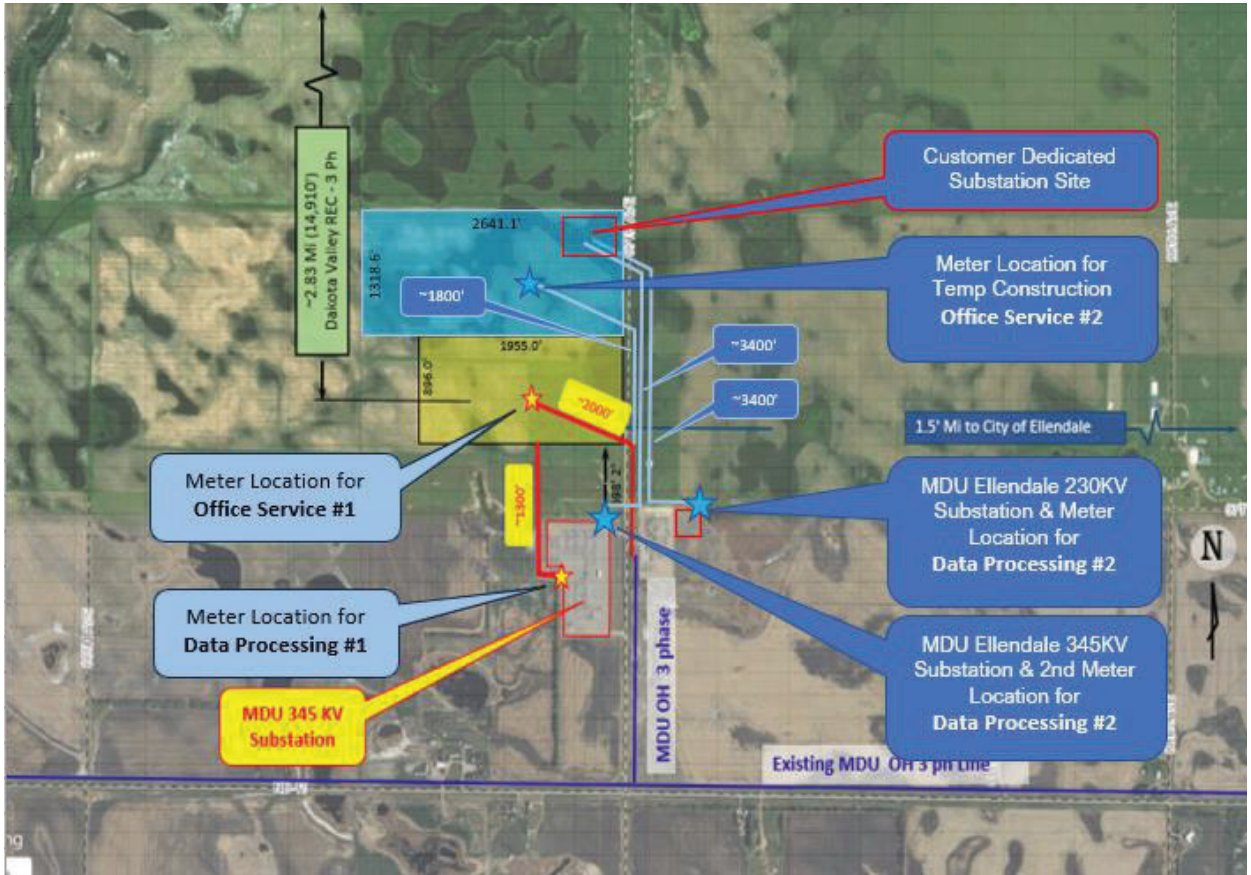 ~2.83 Mi (14,910')
Dakota Valley REC - 3 Ph
2641.1'
1318.6'
~1800'
1955.0'
896.0'
~2000'
~1300'
~3400'
~3400'
Customer Dedicated
Substation Site
Meter Location for
Temp Construction
Office Service #2
1.5' Mi to City of Ellendale
Meter Location for
Office Service #1
MDU Ellendale 230KV
Substation & Meter
Location for
Data Processing #2
N
Meter Location for
Data Processing #1
MDU Ellendale 345KV
Substation & 2nd Meter
Location for
Data Processing #2
MDU 345 KV
Substation
MDU OH 3 phase
Existing MDU OH 3 ph Line
ng